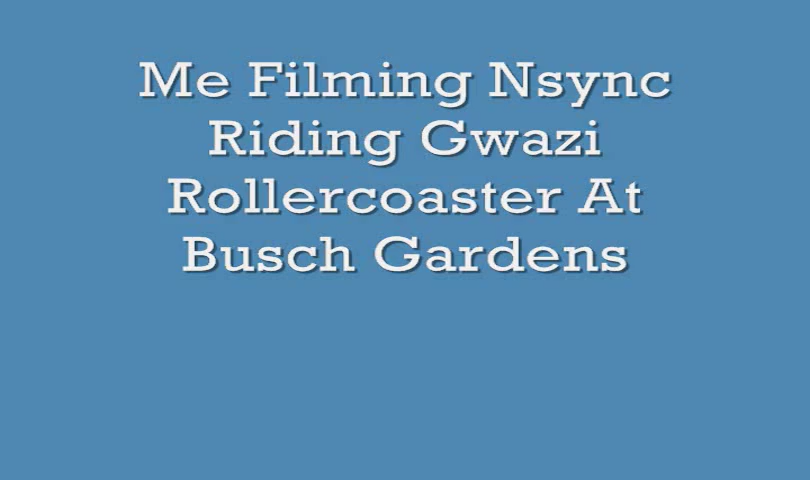 Me Filming Nsync
Riding Gwazi
Rollercoaster At
Busch Gardens